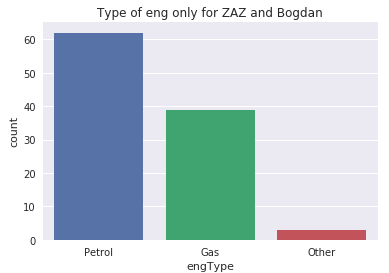 Type of eng only for ZAZ and Bogdan
60
50
40
30
20
10
0
count
Petrol Gas Other
engType